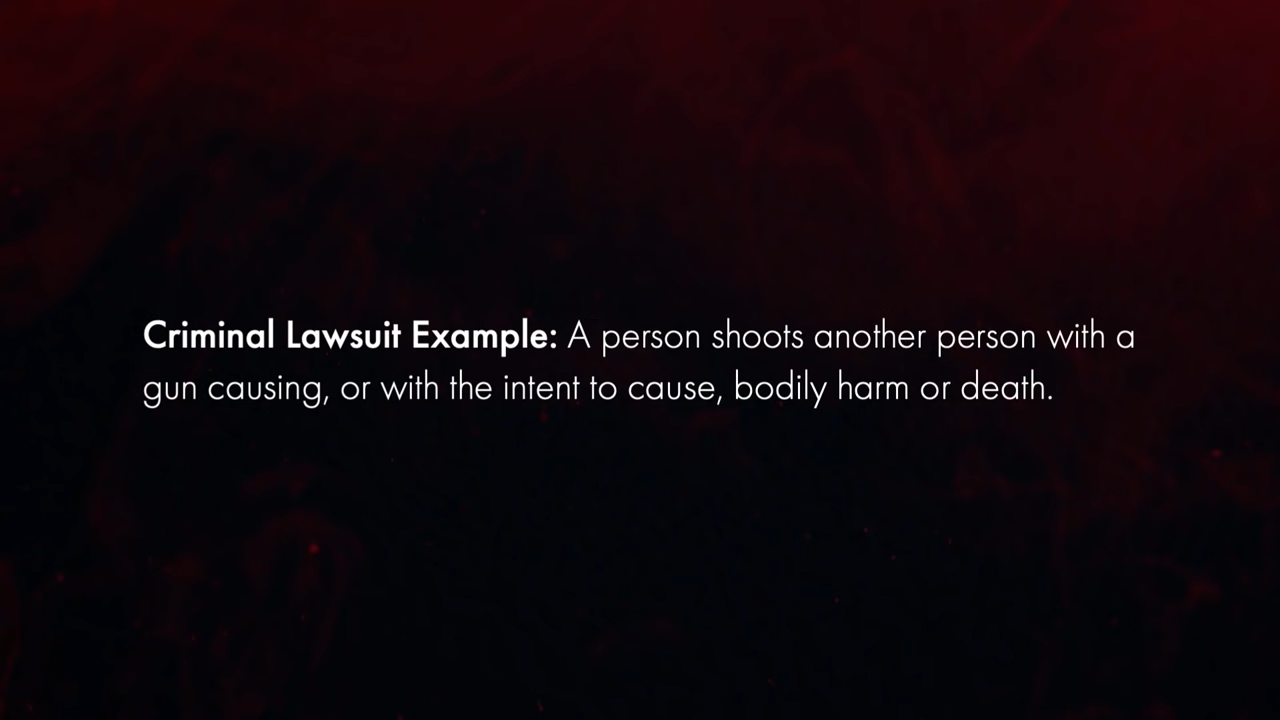 Criminal Lawsuit Example: A person shoots another person with a
gun causing, or with the intent to cause, bodily harm or death.